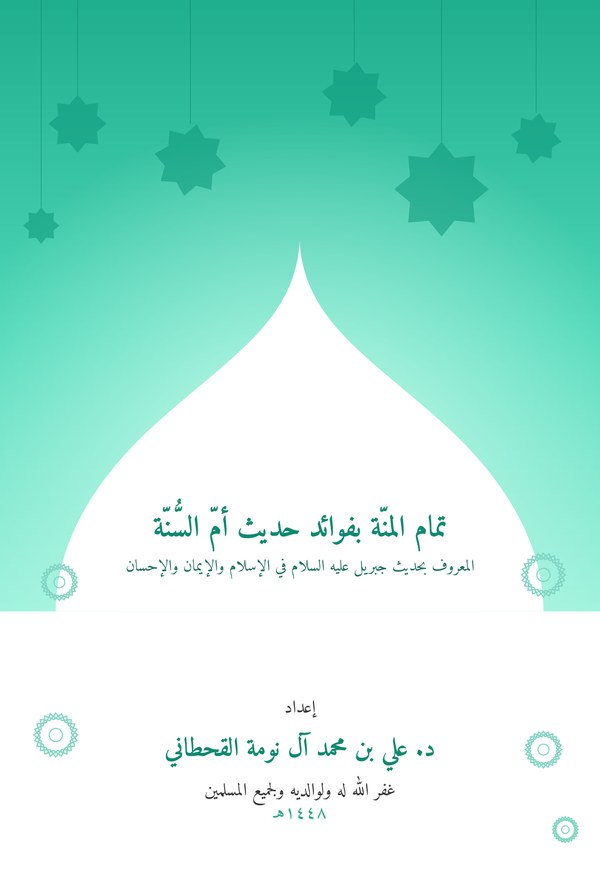 تمام المنّة بفوائد حديث أمّ السُّنّة
المعروف بحديث جبريل عليه السلام في الإسلام والإيمان والإحسان
إعداد
د. علي بن محمد آل نومة القحطاني
غفر الله له ولوالديه ولجميع المسلمين
١٤٤٨هـ